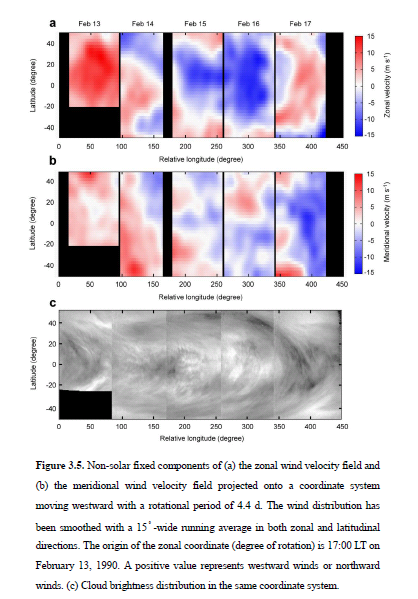 a
Feb 13 Feb 14 Feb 15 Feb 16 Feb 17
Latitude (degree)
40
20
0
-20
-40
0 50 100 150 200 250 300 350 400 450
Relative longitude (degree)
15
10
5
0
-5
-10
-15
Zonal velocity (m s⁻¹)
b
Latitude (degree)
40
20
0
-20
-40
0 50 100 150 200 250 300 350 400 450
Relative longitude (degree)
15
10
5
0
-5
-10
-15
Meridional velocity (m s⁻¹)
c
Latitude (degree)
40
20
0
-20
-40
0 50 100 150 200 250 300 350 400 450
Relative longitude (degree)
Figure 3.5. Non-solar fixed components of (a) the zonal wind velocity field and
(b) the meridional wind velocity field projected onto a coordinate system
moving westward with a rotational period of 4.4 d. The wind distribution has
been smoothed with a 15°-wide running average in both zonal and latitudinal
directions. The origin of the zonal coordinate (degree of rotation) is 17:00 LT on
February 13, 1990. A positive value represents westward winds or northward
winds. (c) Cloud brightness distribution in the same coordinate system.